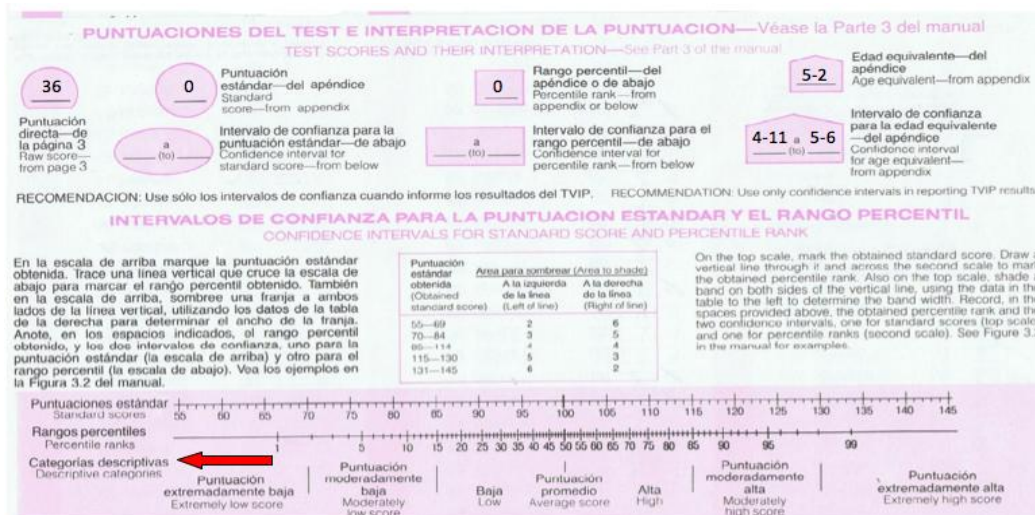 PUNTUACIONES DEL TEST E INTERPRETACION DE LA PUNTUACION—Véase la Parte 3 del manual
TEST SCORES AND THEIR INTERPRETATION—See Part 3 of the manual
36
Puntuación
directa—de
la página 3
Raw score—
from page 3
0
Puntuación
estándar—del apéndice
Standard
score—from appendix
0
Rango percentil—del
apéndice o de abajo
Percentile rank—from
appendix or below
5-2
Edad equivalente—del
apéndice
Age equivalent—from appendix
a
(to)
Intervalo de confianza para la
puntuación estándar—de abajo
Confidence interval for
standard score—from below
a
(to)
Intervalo de confianza para el
rango percentil—de abajo
Confidence interval for
percentile rank—from below
4-11 a 5-6
(to)
Intervalo de confianza
para la edad equivalente
—del apéndice
Confidence interval
for age equivalent—
from appendix
RECOMENDACION: Use sólo los intervalos de confianza cuando informe los resultados del TVIP. RECOMMENDATION: Use only confidence intervals in reporting TVIP results
INTERVALOS DE CONFIANZA PARA LA PUNTUACION ESTANDAR Y EL RANGO PERCENTIL
CONFIDENCE INTERVALS FOR STANDARD SCORE AND PERCENTILE RANK
En la escala de arriba marque la puntuación estándar
obtenida. Trace una línea vertical que cruce la escala de
abajo para marcar el rango percentil obtenido. También
en la escala de arriba, sombree una franja a ambos
lados de la línea vertical, utilizando los datos de la tabla
de la derecha para determinar el ancho de la franja.
Anote, en los espacios indicados, el rango percentil
obtenido, y los dos intervalos de confianza, uno para la
puntuación estándar (la escala de arriba) y otro para el
rango percentil (la escala de abajo). Vea los ejemplos en
la Figura 3.2 del manual.
Puntuación
estándar
obtenida
(Obtained
standard score)
Area para sombrear (Area to shade)
A la izquierda
de la línea
(Left of line)
A la derecha
de la línea
(Right of line)
55—69 2 6
70—84 3 5
85—114 4 4
115—130 5 3
131—145 6 2
On the top scale, mark the obtained standard score. Draw a
vertical line through it and across the second scale to mark
the obtained percentile rank. Also on the top scale, shade a
band on both sides of the vertical line, using the data in the
table to the left to determine the band width. Record, in the
spaces provided above, the obtained percentile rank and the
two confidence intervals, one for standard scores (top scale)
and one for percentile ranks (second scale). See Figure 3.
in the manual for examples.
Puntuaciones estándar
Standard scores
55 60 65 70 75 80 85 90 95 100 105 110 115 120 125 130 135 140 145
Rangos percentiles
Percentile ranks
1 5 10 15 20 25 30 35 40 45 50 55 60 65 70 75 80 85 90 95 99
Categorías descriptivas
Descriptive categories
Puntuación
extremadamente baja
Extremely low score
Puntuación
moderadamente
baja
Moderately
low score
Baja
Low
Puntuación
promedio
Average score
Alta
High
Puntuación
moderadamente
alta
Moderately
high score
Puntuación
extremadamente alta
Extremely high score